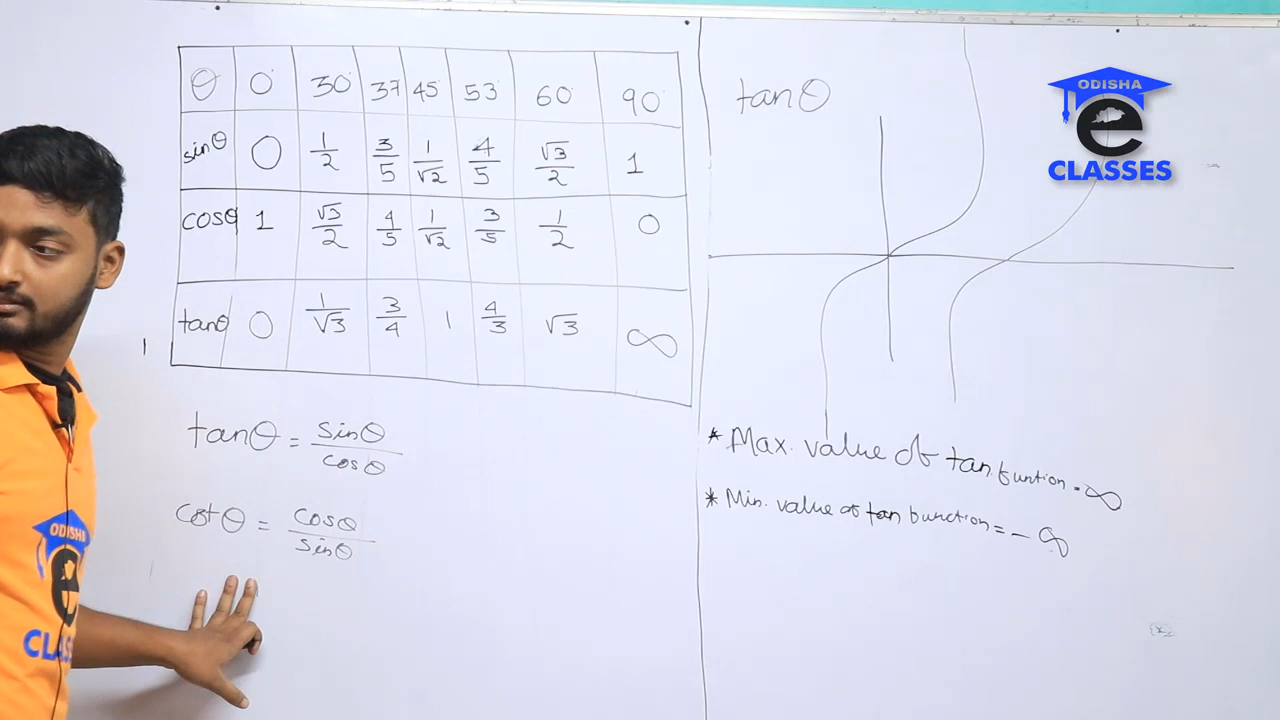 θ 0° 30° 37° 45° 53° 60° 90°
sinθ 0 1/2 3/5 1/√2 4/5 √3/2 1
cosθ 1 √3/2 4/5 1/√2 3/5 1/2 0
tanθ 0 1/√3 3/4 1 4/3 √3 ∞
tanθ = sinθ/cosθ
cotθ = cosθ/sinθ
tanθ
* Max. value of tan funtion = ∞
* Min. value of tan function = - ∞
ODISHA
e
CLASSES
ODISHA
e